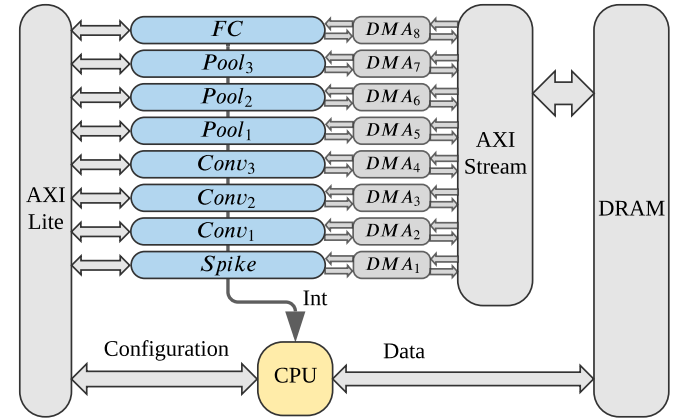 FC
DMA8
Pool3
DMA7
Pool2
DMA6
Pool1
DMA5
AXI
Stream
Conv3
DMA4
AXI
Lite
Conv2
DMA3
DRAM
Conv1
DMA2
Spike
DMA1
Int
Configuration
Data
CPU